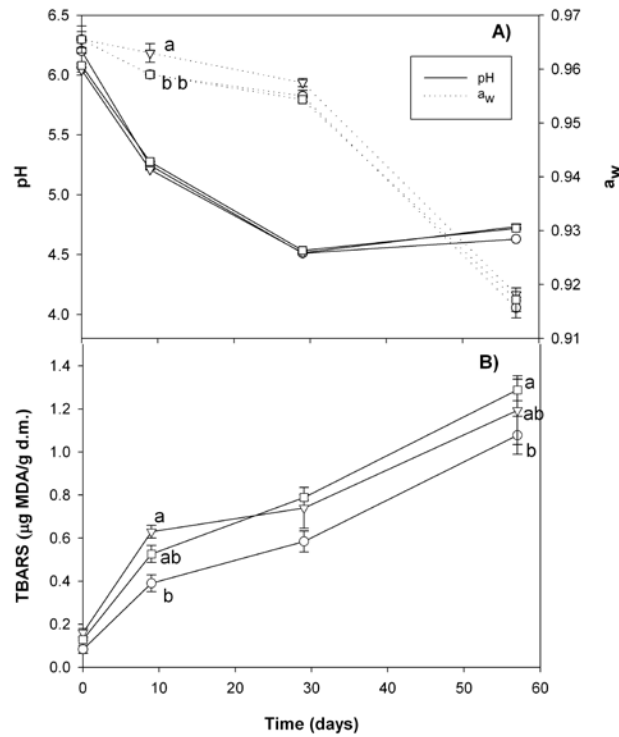 A)
6.5
6.0
5.5
5.0
4.5
4.0
pH
0.97
0.96
0.95
0.94
0.93
0.92
0.91
a_w
pH
a_w
a
b b
B)
1.4
1.2
1.0
0.8
0.6
0.4
0.2
0.0
TBARS (µg MDA/g d.m.)
a
ab
b
a
ab
b
0 10 20 30 40 50 60
Time (days)